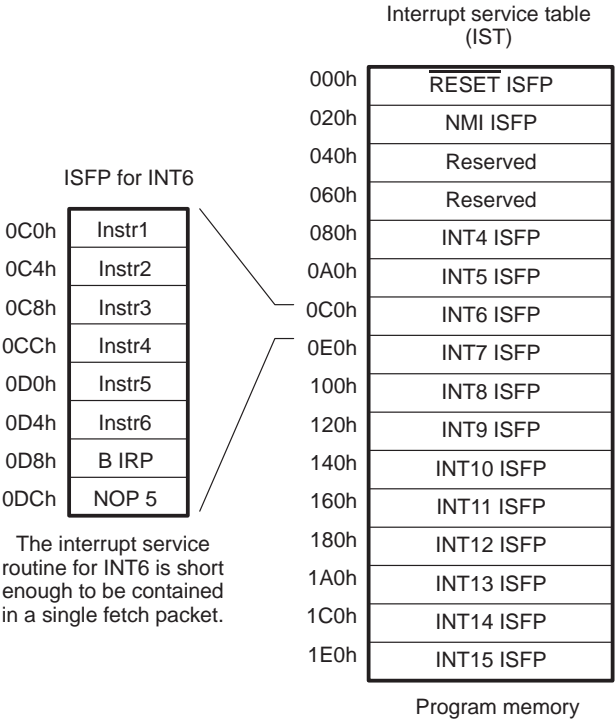 Interrupt service table
(IST)
000h RESET ISFP
020h NMI ISFP
040h Reserved
060h Reserved
080h INT4 ISFP
0A0h INT5 ISFP
0C0h INT6 ISFP
0E0h INT7 ISFP
100h INT8 ISFP
120h INT9 ISFP
140h INT10 ISFP
160h INT11 ISFP
180h INT12 ISFP
1A0h INT13 ISFP
1C0h INT14 ISFP
1E0h INT15 ISFP
Program memory
ISFP for INT6
0C0h Instr1
0C4h Instr2
0C8h Instr3
0CCh Instr4
0D0h Instr5
0D4h Instr6
0D8h B IRP
0DCh NOP 5
The interrupt service
routine for INT6 is short
enough to be contained
in a single fetch packet.